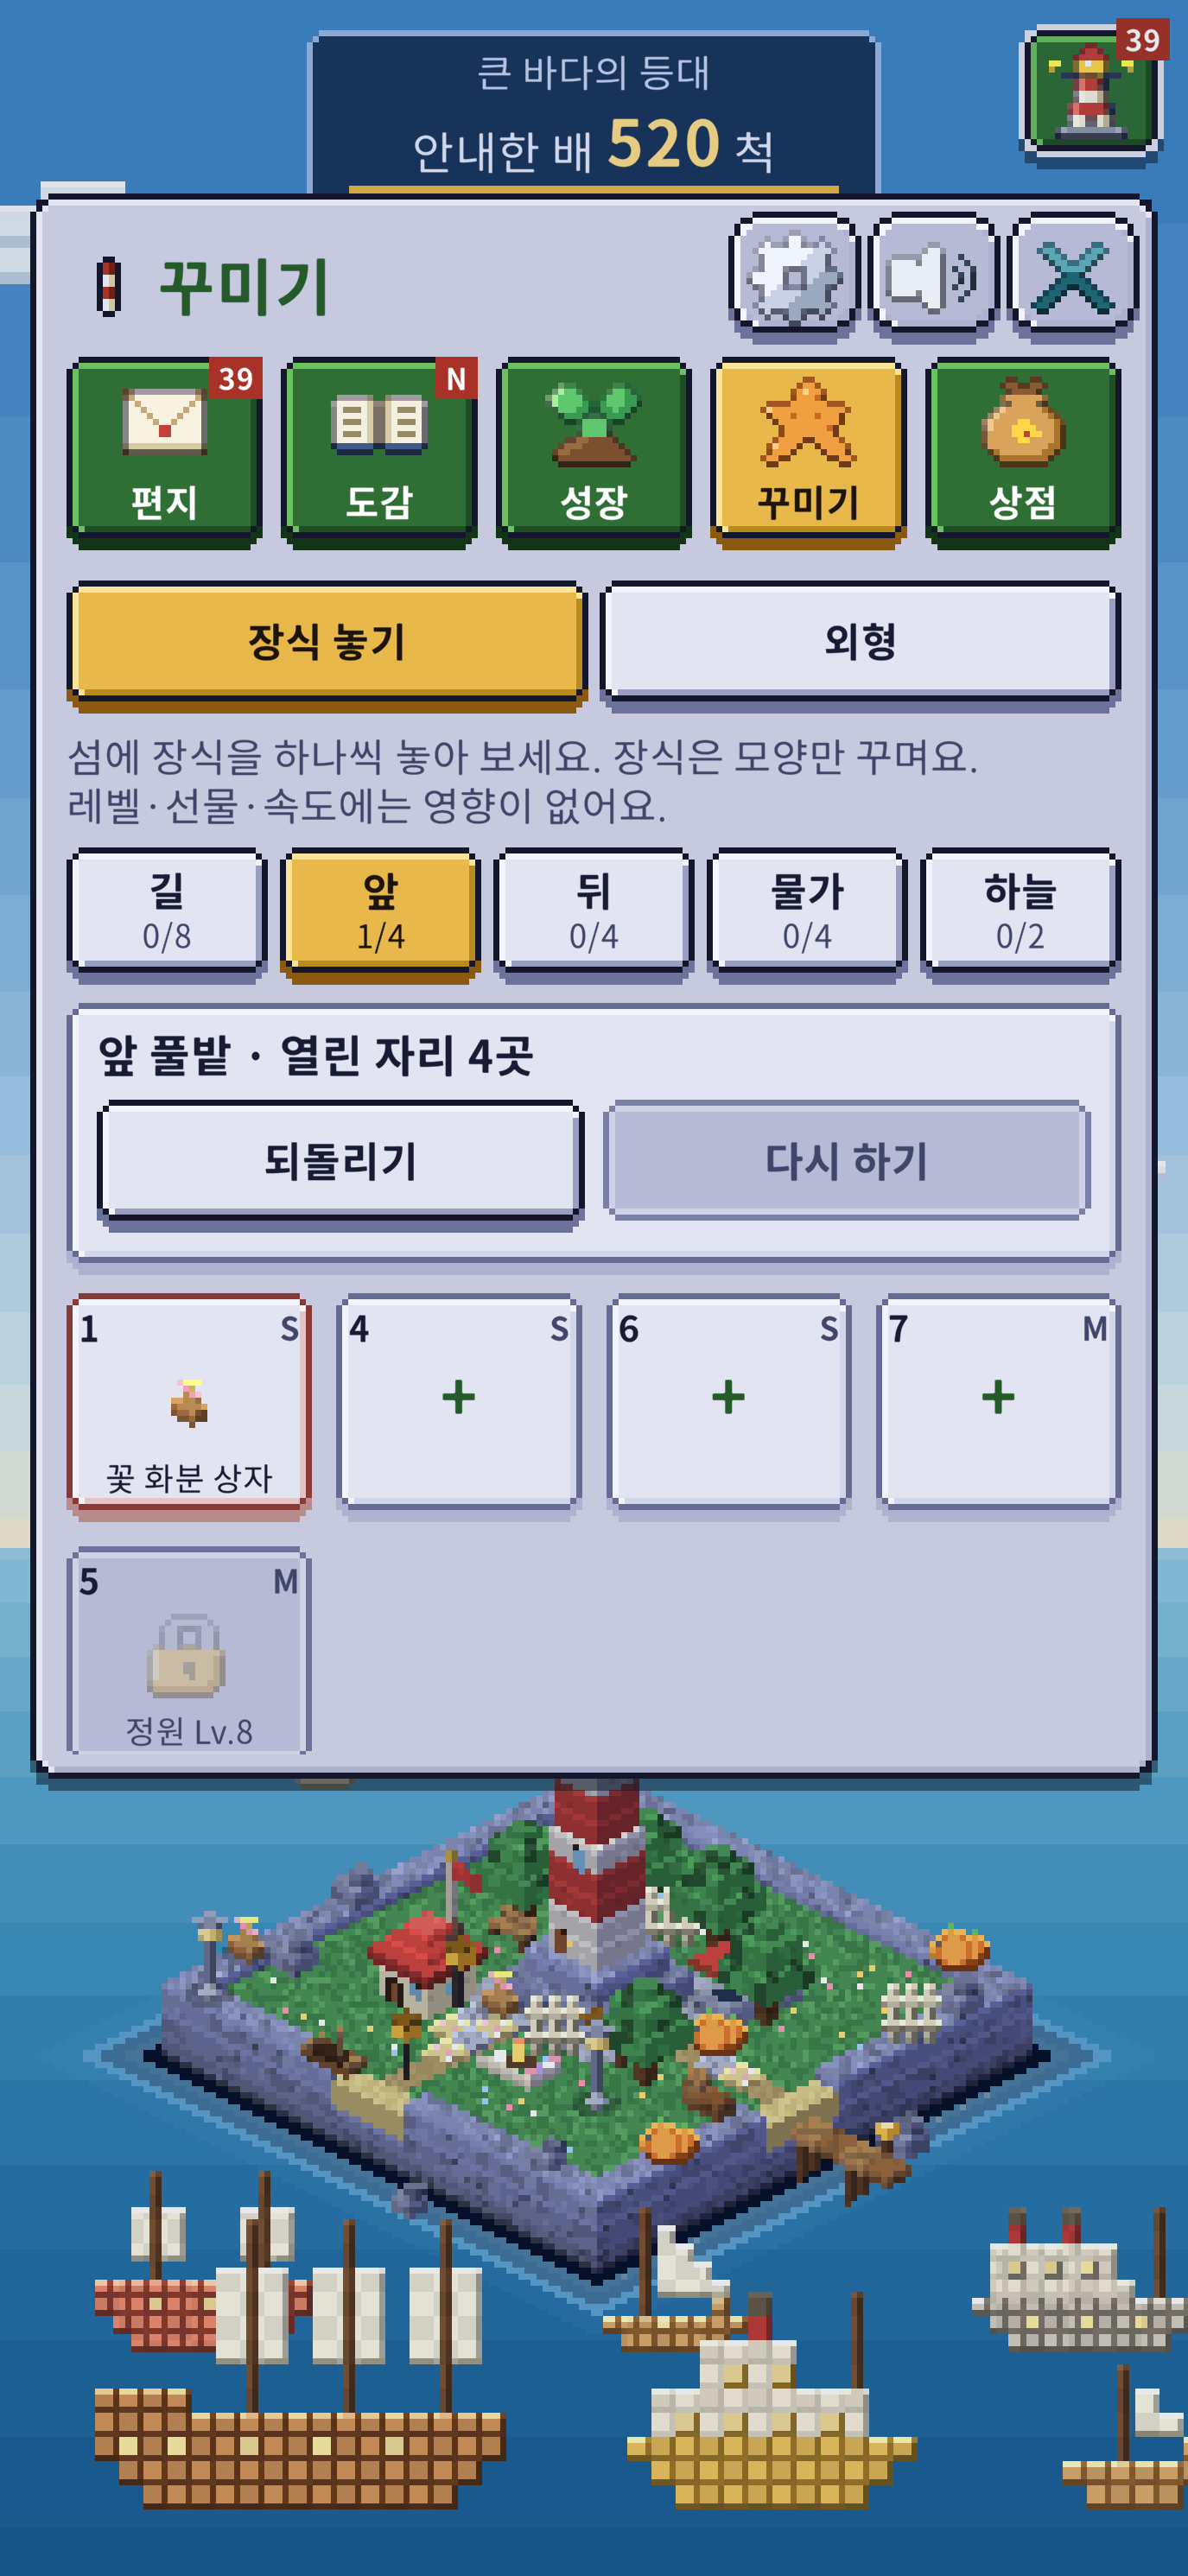 큰 바다의 등대
39
안내한 배 520 척
꾸미기
39
N
편지
도감
성장
꾸미기
상점
장식 놓기
외형
섬에 장식을 하나씩 놓아 보세요. 장식은 모양만 꾸며요.
레벨·선물·속도에는 영향이 없어요.
길
0/8
앞
1/4
뒤
0/4
물가
0/4
하늘
0/2
앞 풀밭 · 열린 자리 4곳
되돌리기
다시 하기
1 S
꽃 화분 상자
4 S
+
6 S
+
7 M
+
5 M
정원 Lv.8